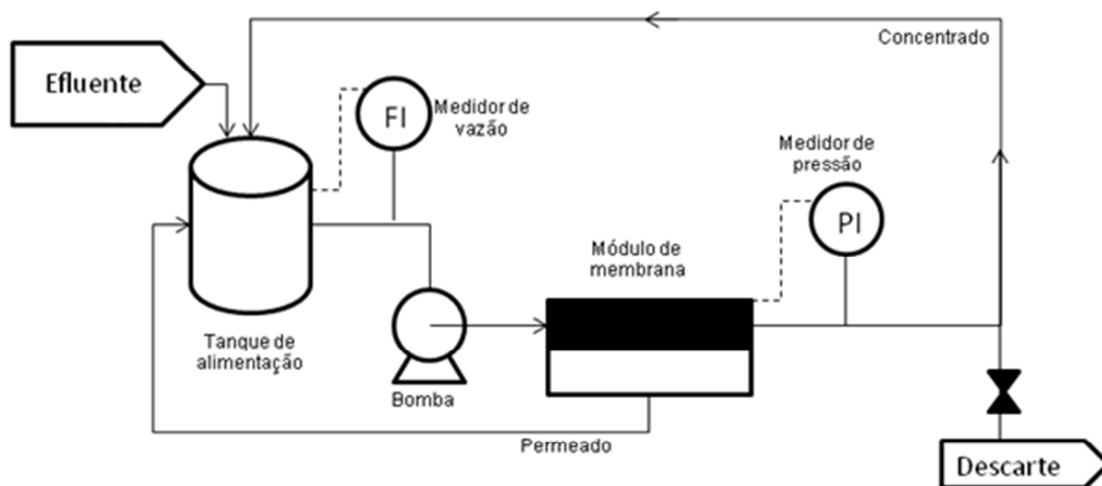 Concentrado
Efluente
FI
Medidor de
vazão
Medidor de
pressão
PI
Módulo de
membrana
Tanque de
alimentação
Bomba
Permeado
Descarte